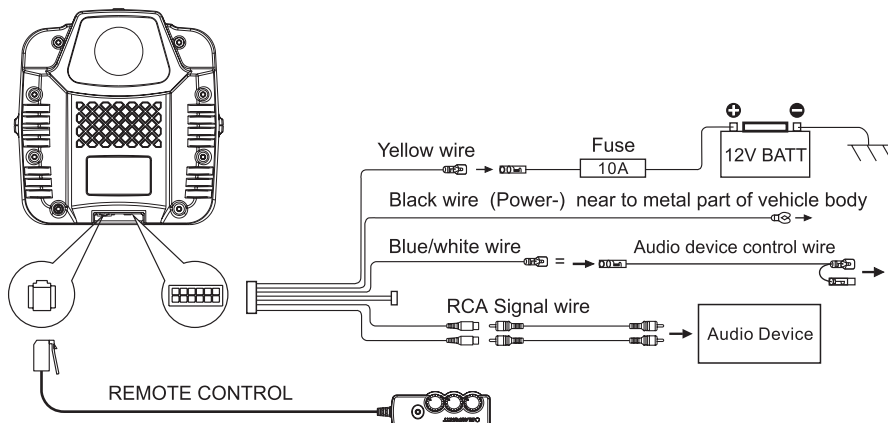 Yellow wire
Fuse
10A
12V BATT
Black wire (Power-) near to metal part of vehicle body
Blue/white wire
=
Audio device control wire
RCA Signal wire
Audio Device
REMOTE CONTROL
BLAUPUNKT